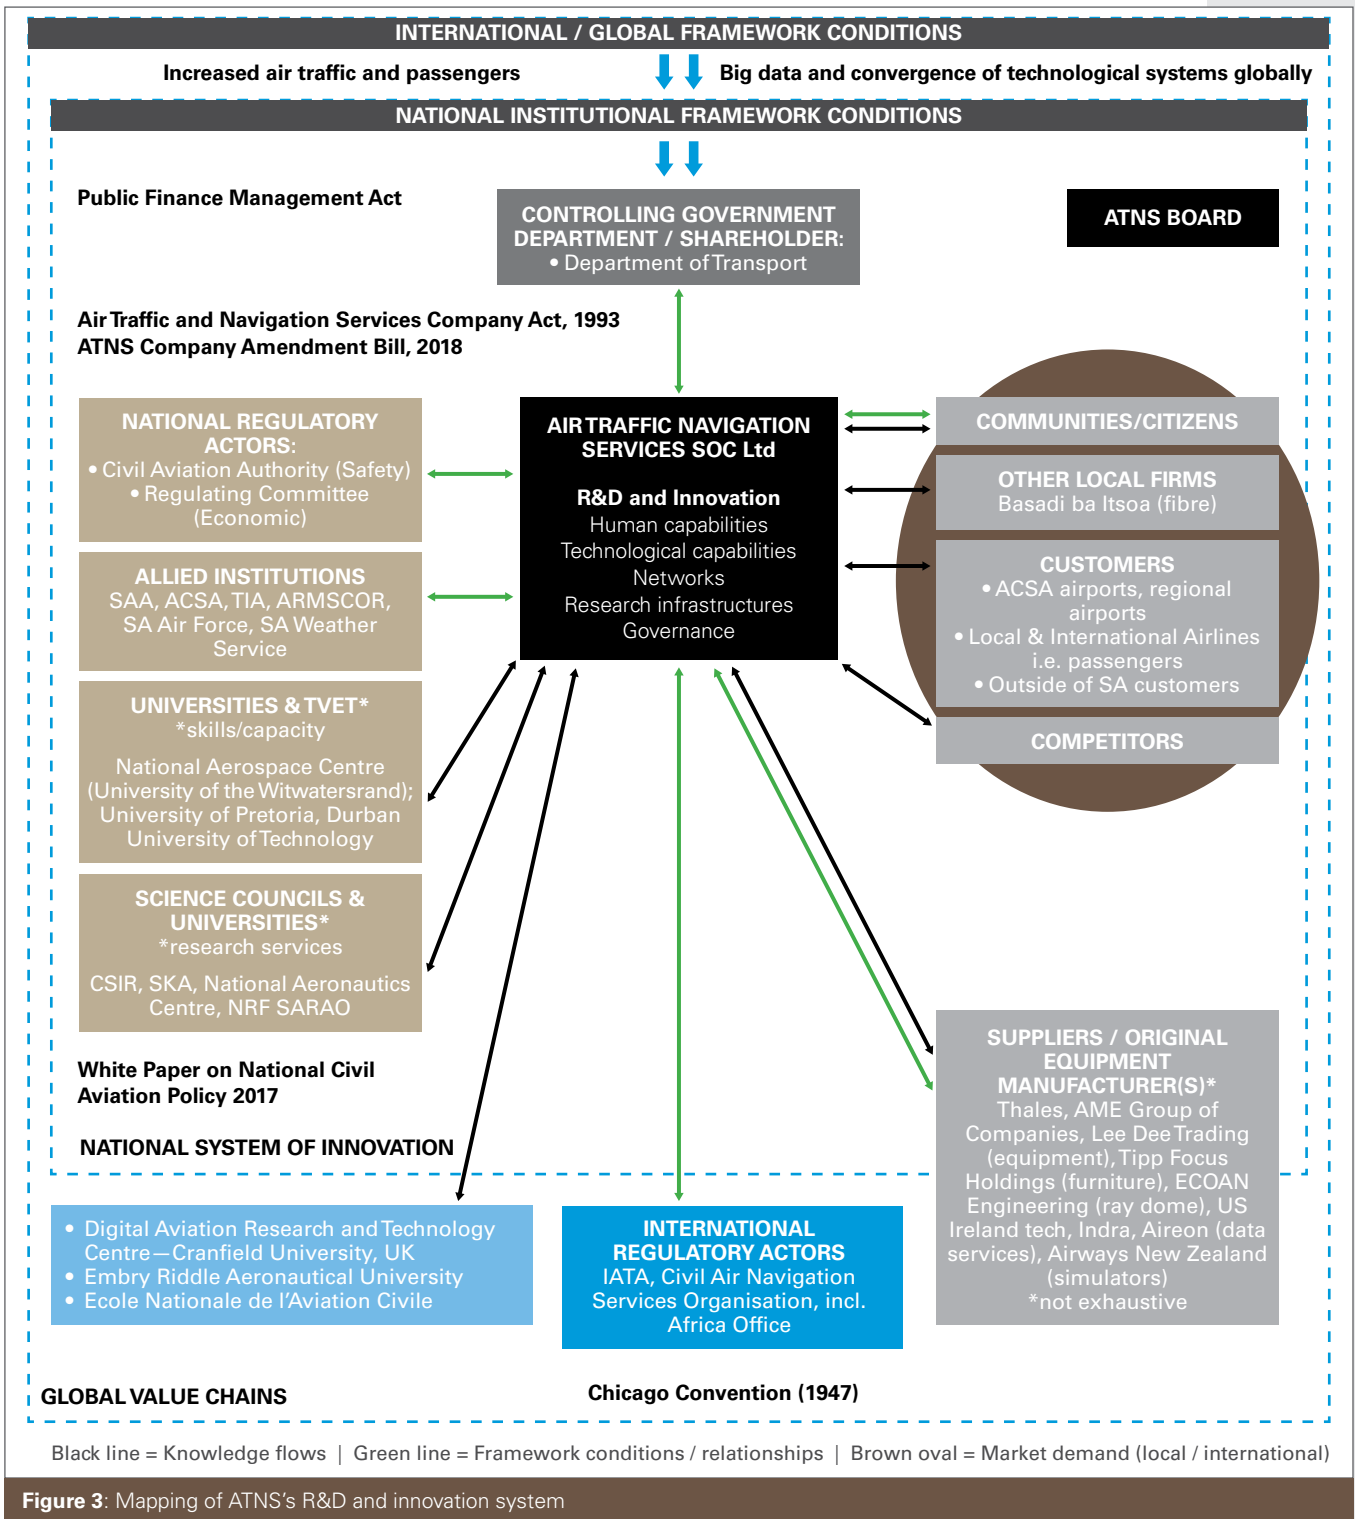 INTERNATIONAL / GLOBAL FRAMEWORK CONDITIONS
Increased air traffic and passengers
Big data and convergence of technological systems globally
NATIONAL INSTITUTIONAL FRAMEWORK CONDITIONS
Public Finance Management Act
CONTROLLING GOVERNMENT
DEPARTMENT / SHAREHOLDER:
• Department of Transport
ATNS BOARD
Air Traffic and Navigation Services Company Act, 1993
ATNS Company Amendment Bill, 2018
NATIONAL REGULATORY
ACTORS:
• Civil Aviation Authority (Safety)
• Regulating Committee
(Economic)
ALLIED INSTITUTIONS
SAA, ACSA, TIA, ARMSCOR,
SA Air Force, SA Weather
Service
UNIVERSITIES & TVET*
*skills/capacity
National Aerospace Centre
(University of the Witwatersrand);
University of Pretoria, Durban
University of Technology
SCIENCE COUNCILS &
UNIVERSITIES*
*research services
CSIR, SKA, National Aeronautics
Centre, NRF SARAO
AIR TRAFFIC NAVIGATION
SERVICES SOC Ltd
R&D and Innovation
Human capabilities
Technological capabilities
Networks
Research infrastructures
Governance
COMMUNITIES/CITIZENS
OTHER LOCAL FIRMS
Basadi ba Itsoa (fibre)
CUSTOMERS
• ACSA airports, regional
airports
• Local & International Airlines
i.e. passengers
• Outside of SA customers
COMPETITORS
White Paper on National Civil
Aviation Policy 2017
NATIONAL SYSTEM OF INNOVATION
SUPPLIERS / ORIGINAL
EQUIPMENT
MANUFACTURER(S)*
Thales, AME Group of
Companies, Lee Dee Trading
(equipment), Tipp Focus
Holdings (furniture), ECOAN
Engineering (ray dome), US
Ireland tech, Indra, Aireon (data
services), Airways New Zealand
(simulators)
*not exhaustive
• Digital Aviation Research and Technology
Centre—Cranfield University, UK
• Embry Riddle Aeronautical University
• Ecole Nationale de l'Aviation Civile
INTERNATIONAL
REGULATORY ACTORS
IATA, Civil Air Navigation
Services Organisation, incl.
Africa Office
GLOBAL VALUE CHAINS
Chicago Convention (1947)
Black line = Knowledge flows | Green line = Framework conditions / relationships | Brown oval = Market demand (local / international)
Figure 3: Mapping of ATNS's R&D and innovation system